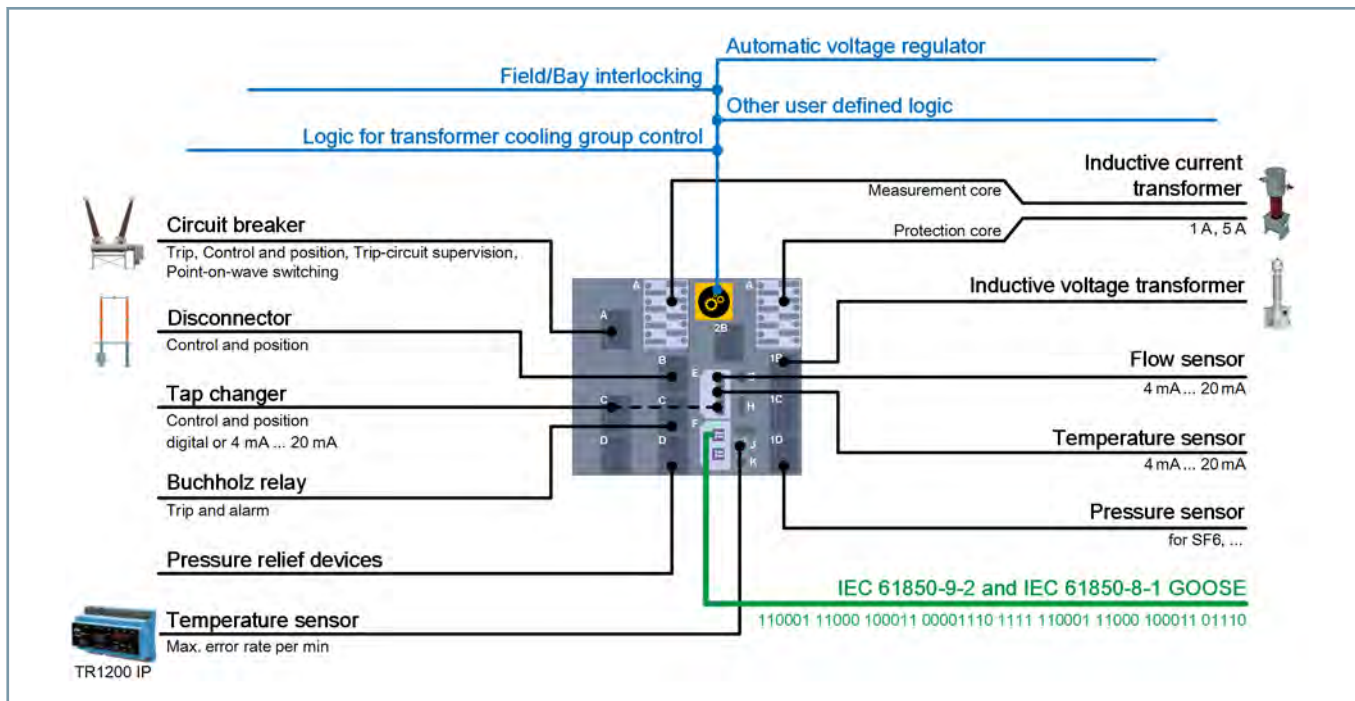 Automatic voltage regulator
Field/Bay interlocking
Other user defined logic
Logic for transformer cooling group control
Inductive current
transformer
Measurement core
Protection core
1 A, 5 A
Circuit breaker
Trip, Control and position, Trip-circuit supervision,
Point-on-wave switching
Inductive voltage transformer
Disconnector
Control and position
Flow sensor
4 mA ... 20 mA
Tap changer
Control and position
digital or 4 mA ... 20 mA
Temperature sensor
4 mA ... 20 mA
Buchholz relay
Trip and alarm
Pressure sensor
for SF6, ...
Pressure relief devices
IEC 61850-9-2 and IEC 61850-8-1 GOOSE
110001 11000 100011 00001110 1111 110001 11000 100011 01110
Temperature sensor
Max. error rate per min
TR1200 IP
A
A
A
2B
B
1B
E
C
C
H
1C
F
D
D
J
1D
K